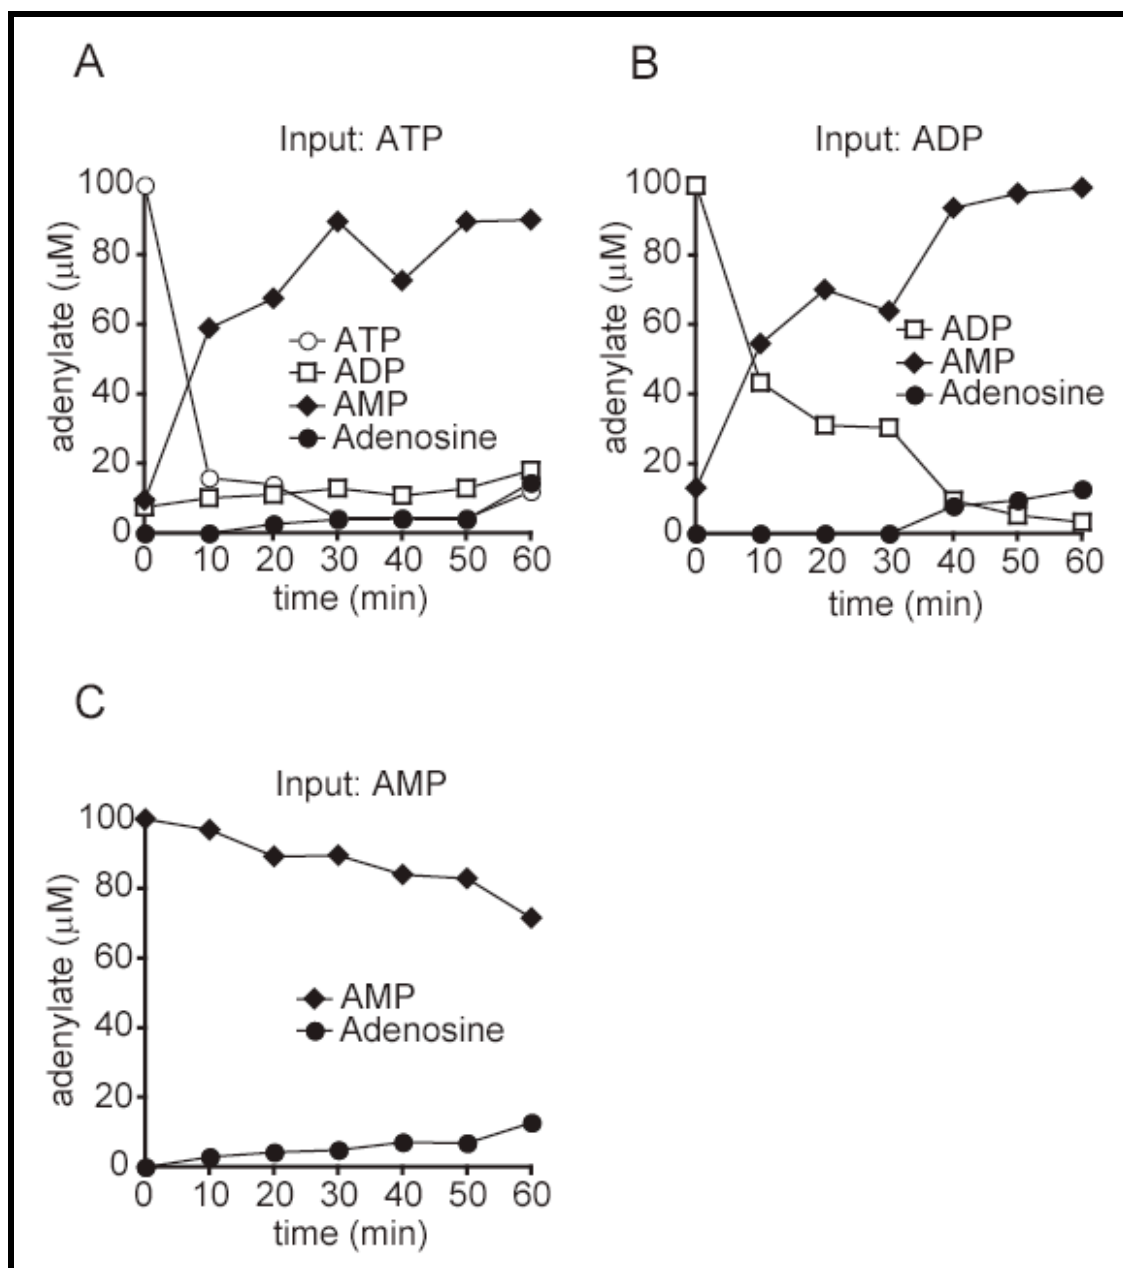 A
Input: ATP
adenylate (μM)
100
80
60
40
20
0
ATP
ADP
AMP
Adenosine
0 10 20 30 40 50 60
time (min)
B
Input: ADP
adenylate (μM)
100
80
60
40
20
0
ADP
AMP
Adenosine
0 10 20 30 40 50 60
time (min)
C
Input: AMP
adenylate (μM)
100
80
60
40
20
0
AMP
Adenosine
0 10 20 30 40 50 60
time (min)